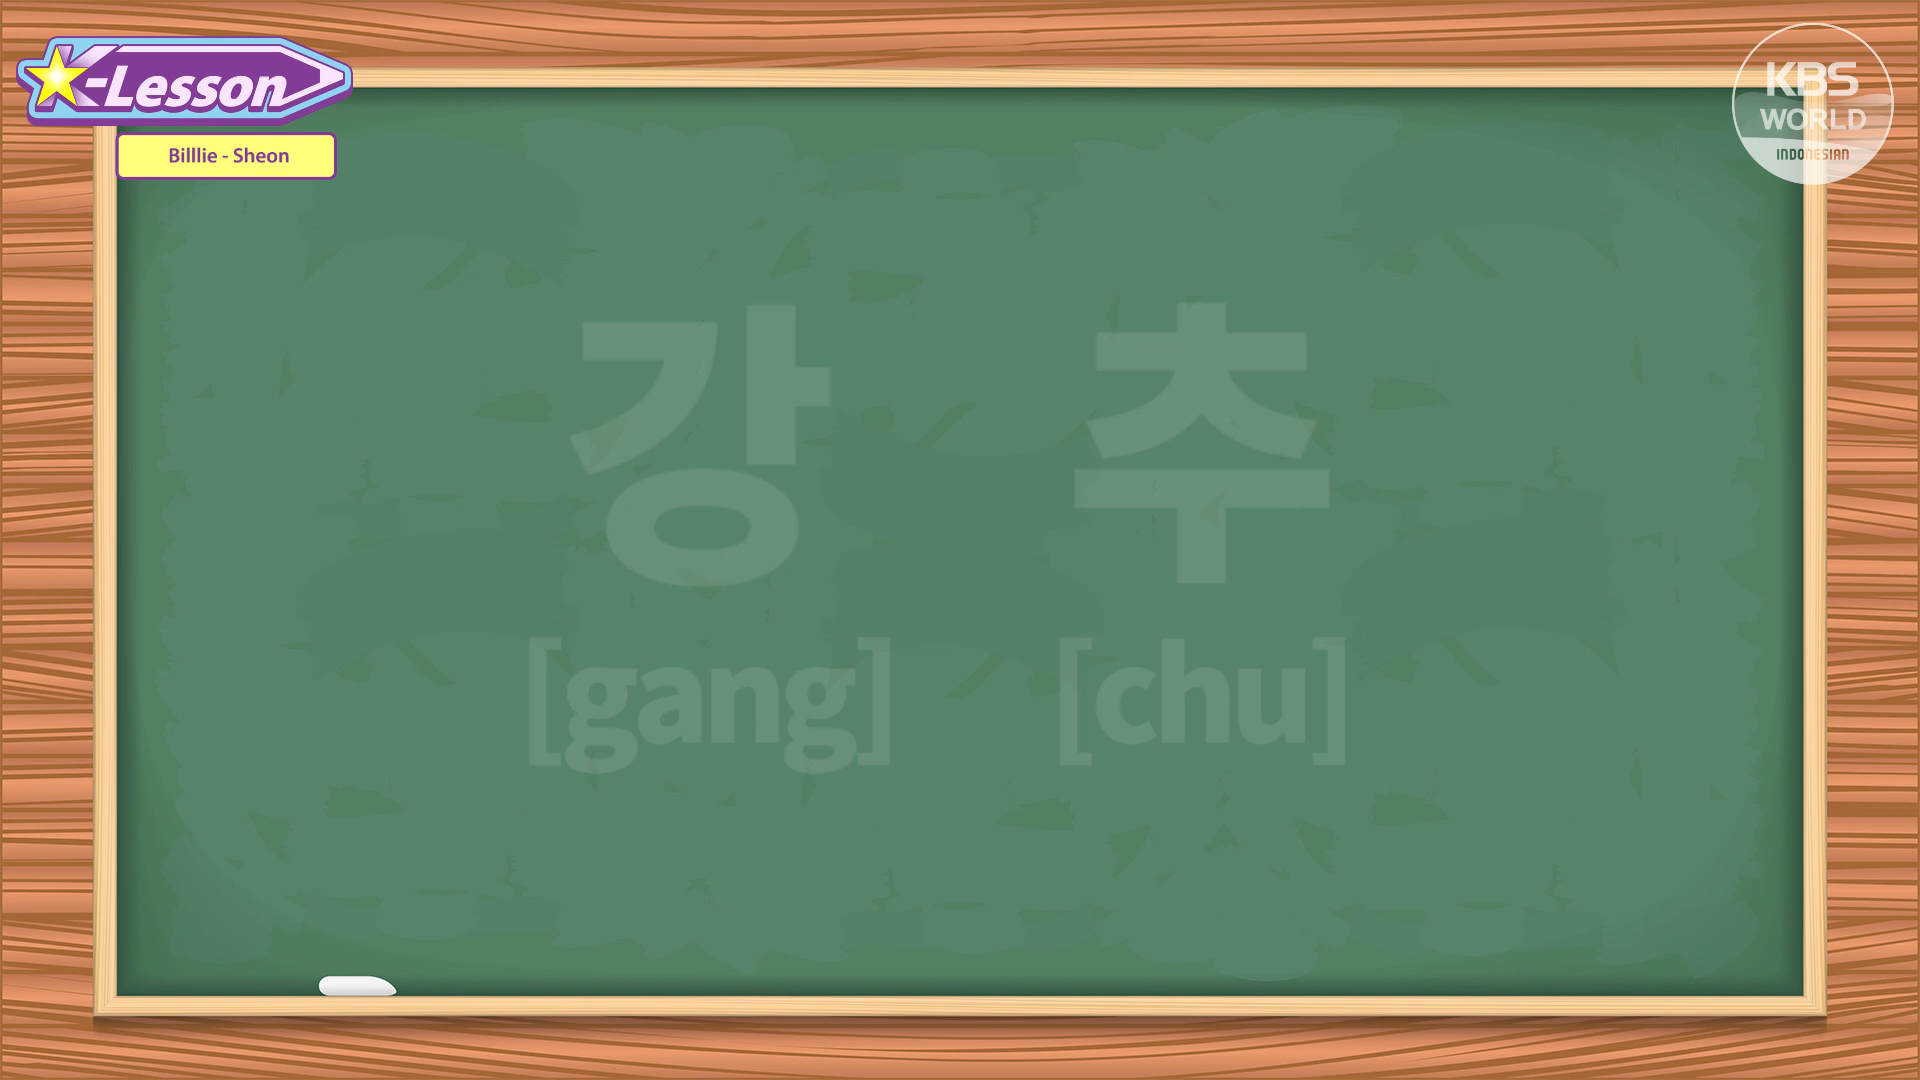 K-Lesson
Billlie - Sheon
KBS
WORLD
INDONESIAN
강 추
[gang] [chu]